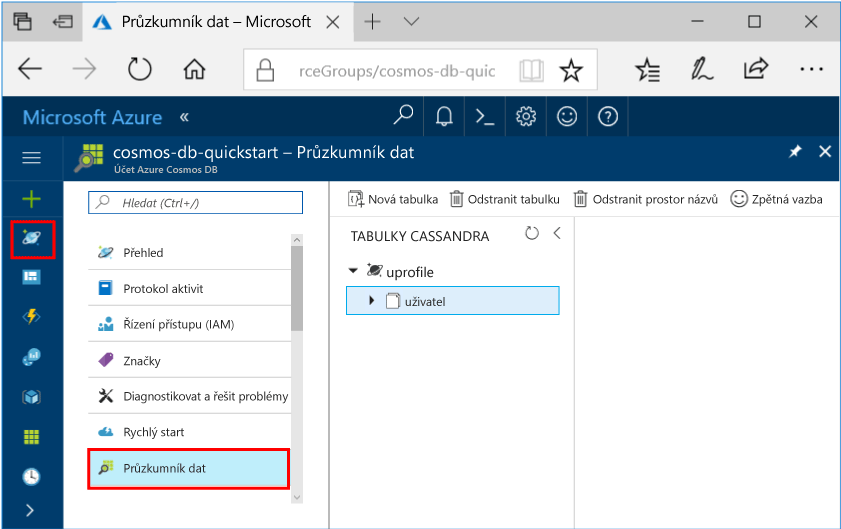 Průzkumník dat – Microsoft
rceGroups/cosmos-db-quic
Microsoft Azure «
cosmos-db-quickstart – Průzkumník dat
Účet Azure Cosmos DB
Hledat (Ctrl+/)
Přehled
Protokol aktivit
Řízení přístupu (IAM)
Značky
Diagnostikovat a řešit problémy
Rychlý start
Průzkumník dat
Nová tabulka Odstranit tabulku Odstranit prostor názvů Zpětná vazba
TABULKY CASSANDRA
uprofile
uživatel